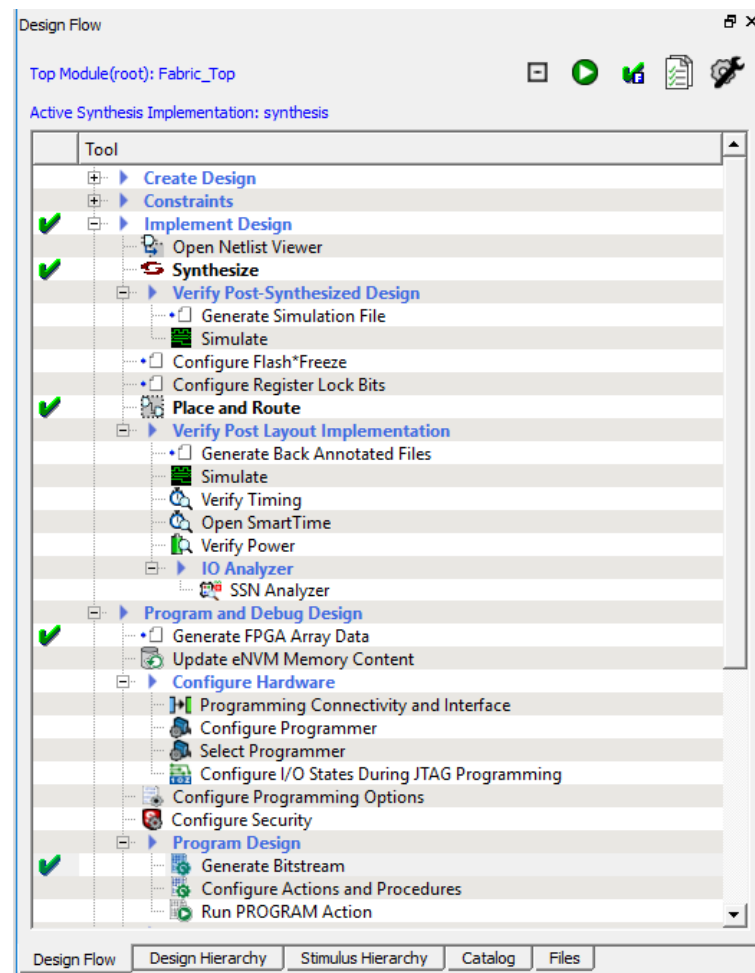 Design Flow
Top Module(root): Fabric_Top
Active Synthesis Implementation: synthesis
Tool
Create Design
Constraints
Implement Design
Open Netlist Viewer
Synthesize
Verify Post-Synthesized Design
Generate Simulation File
Simulate
Configure Flash*Freeze
Configure Register Lock Bits
Place and Route
Verify Post Layout Implementation
Generate Back Annotated Files
Simulate
Verify Timing
Open SmartTime
Verify Power
IO Analyzer
SSN Analyzer
Program and Debug Design
Generate FPGA Array Data
Update eNVM Memory Content
Configure Hardware
Programming Connectivity and Interface
Configure Programmer
Select Programmer
Configure I/O States During JTAG Programming
Configure Programming Options
Configure Security
Program Design
Generate Bitstream
Configure Actions and Procedures
Run PROGRAM Action
Design Flow Design Hierarchy Stimulus Hierarchy Catalog Files